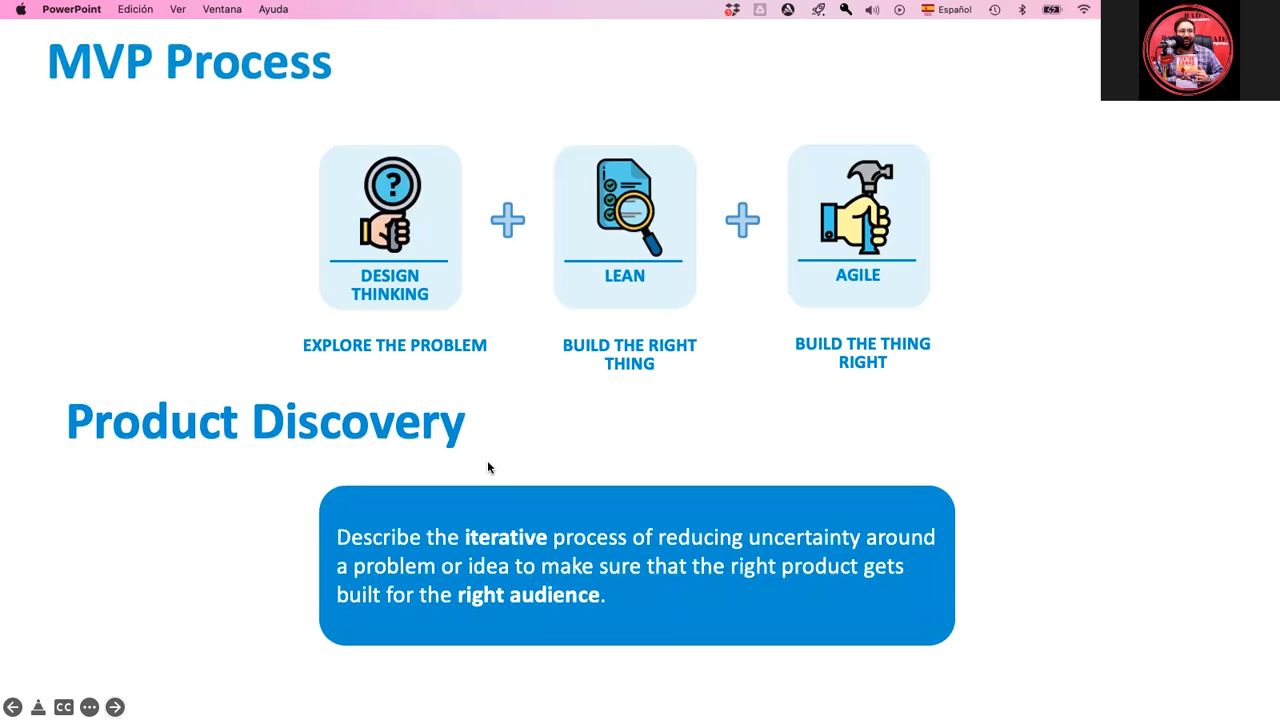 PowerPoint Edición Ver Ventana Ayuda Español
MVP Process
DESIGN
THINKING
LEAN
AGILE
EXPLORE THE PROBLEM
BUILD THE RIGHT
THING
BUILD THE THING
RIGHT
Product Discovery
Describe the iterative process of reducing uncertainty around
a problem or idea to make sure that the right product gets
built for the right audience.
CC